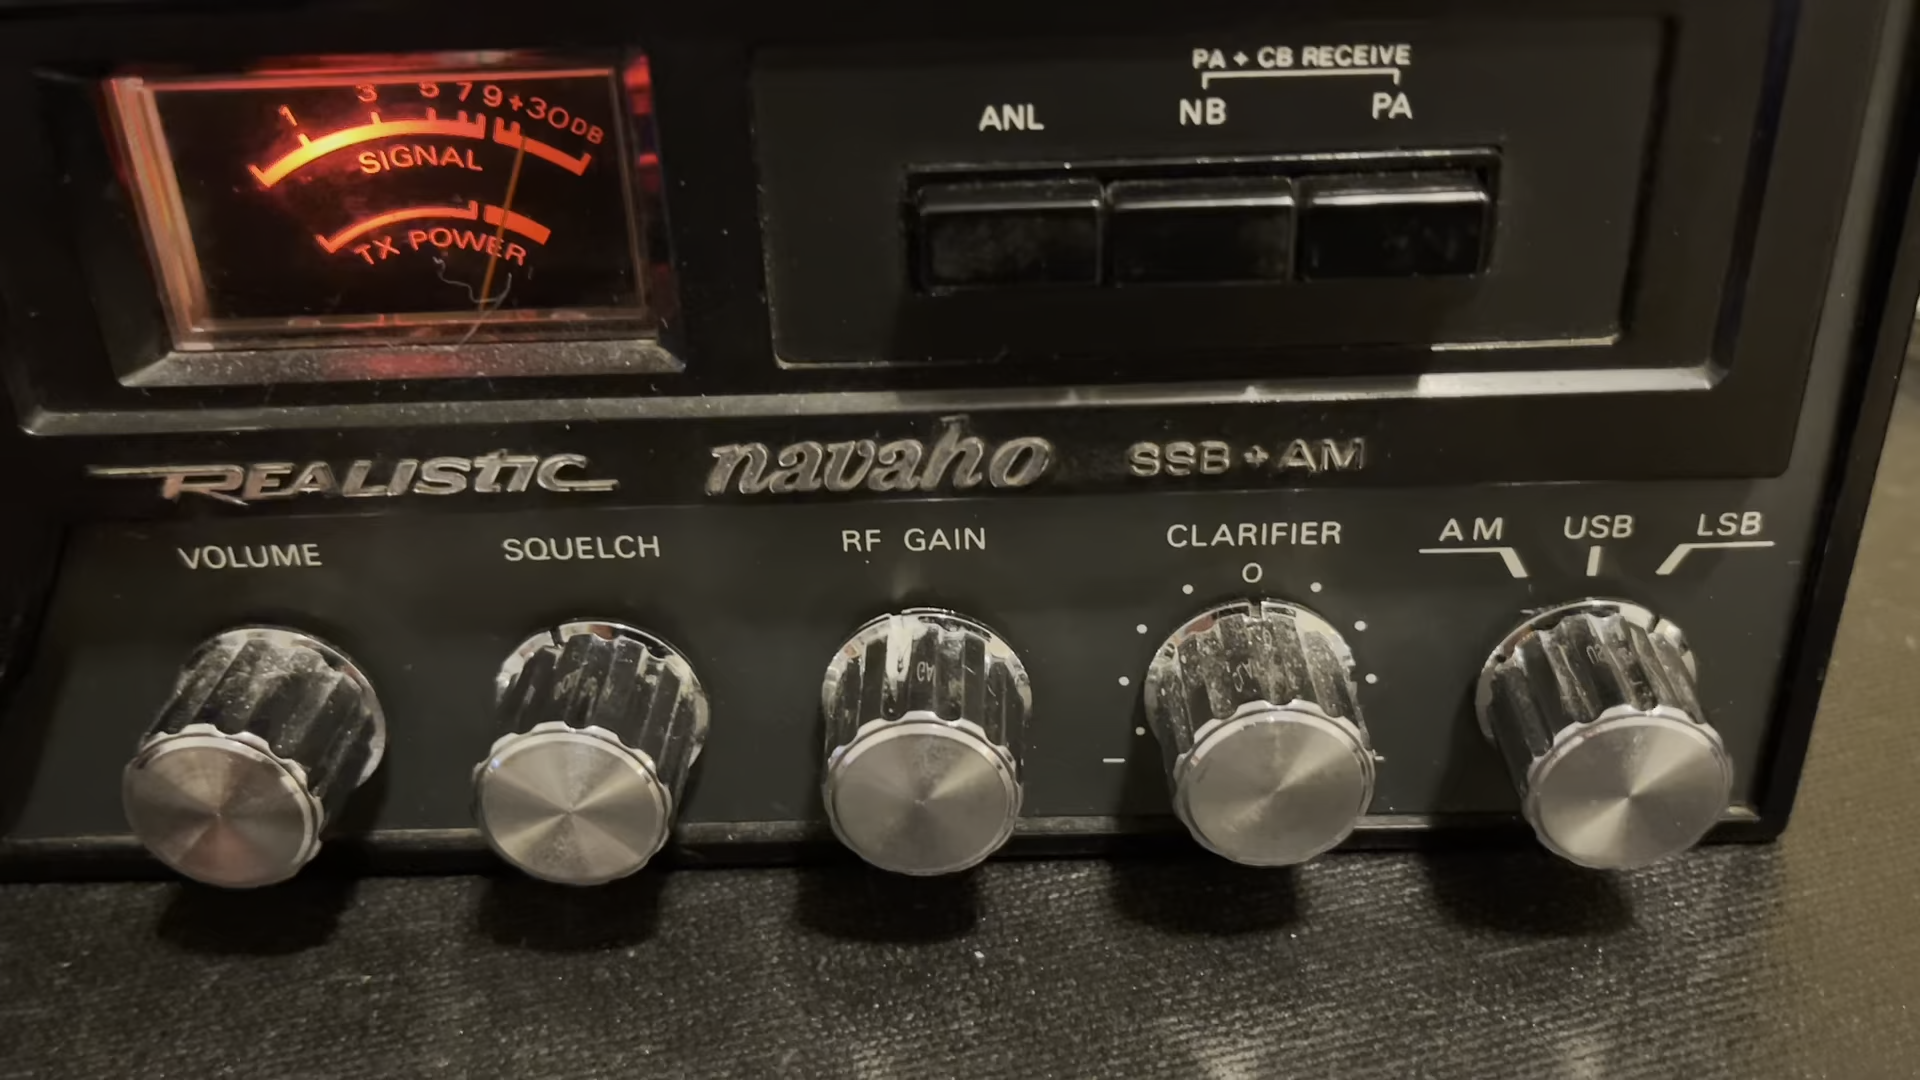 1 3 5 7 9 +30DB
SIGNAL
TX POWER
PA + CB RECEIVE
ANL NB PA
REALISTIC navaho SSB + AM
VOLUME SQUELCH RF GAIN CLARIFIER AM USB LSB
0